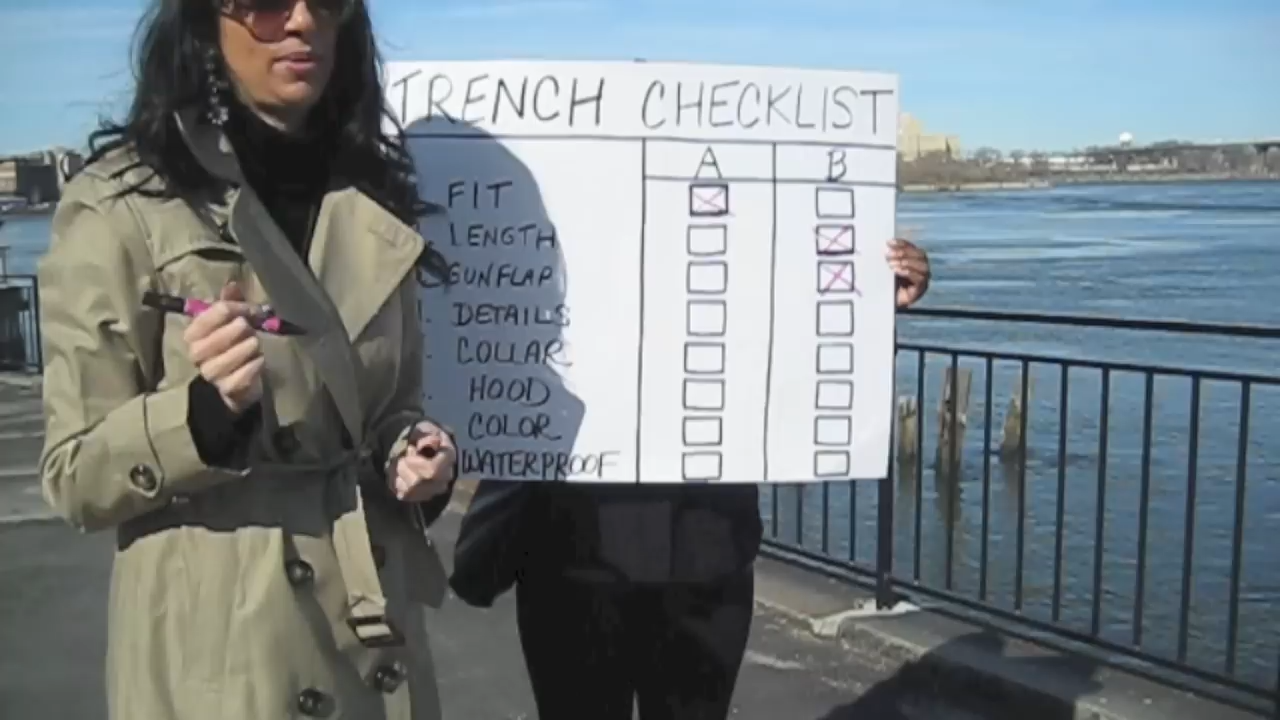 TRENCH CHECKLIST
A B
FIT
LENGTH
GUNFLAP
DETAILS
COLLAR
HOOD
COLOR
WATERPROOF